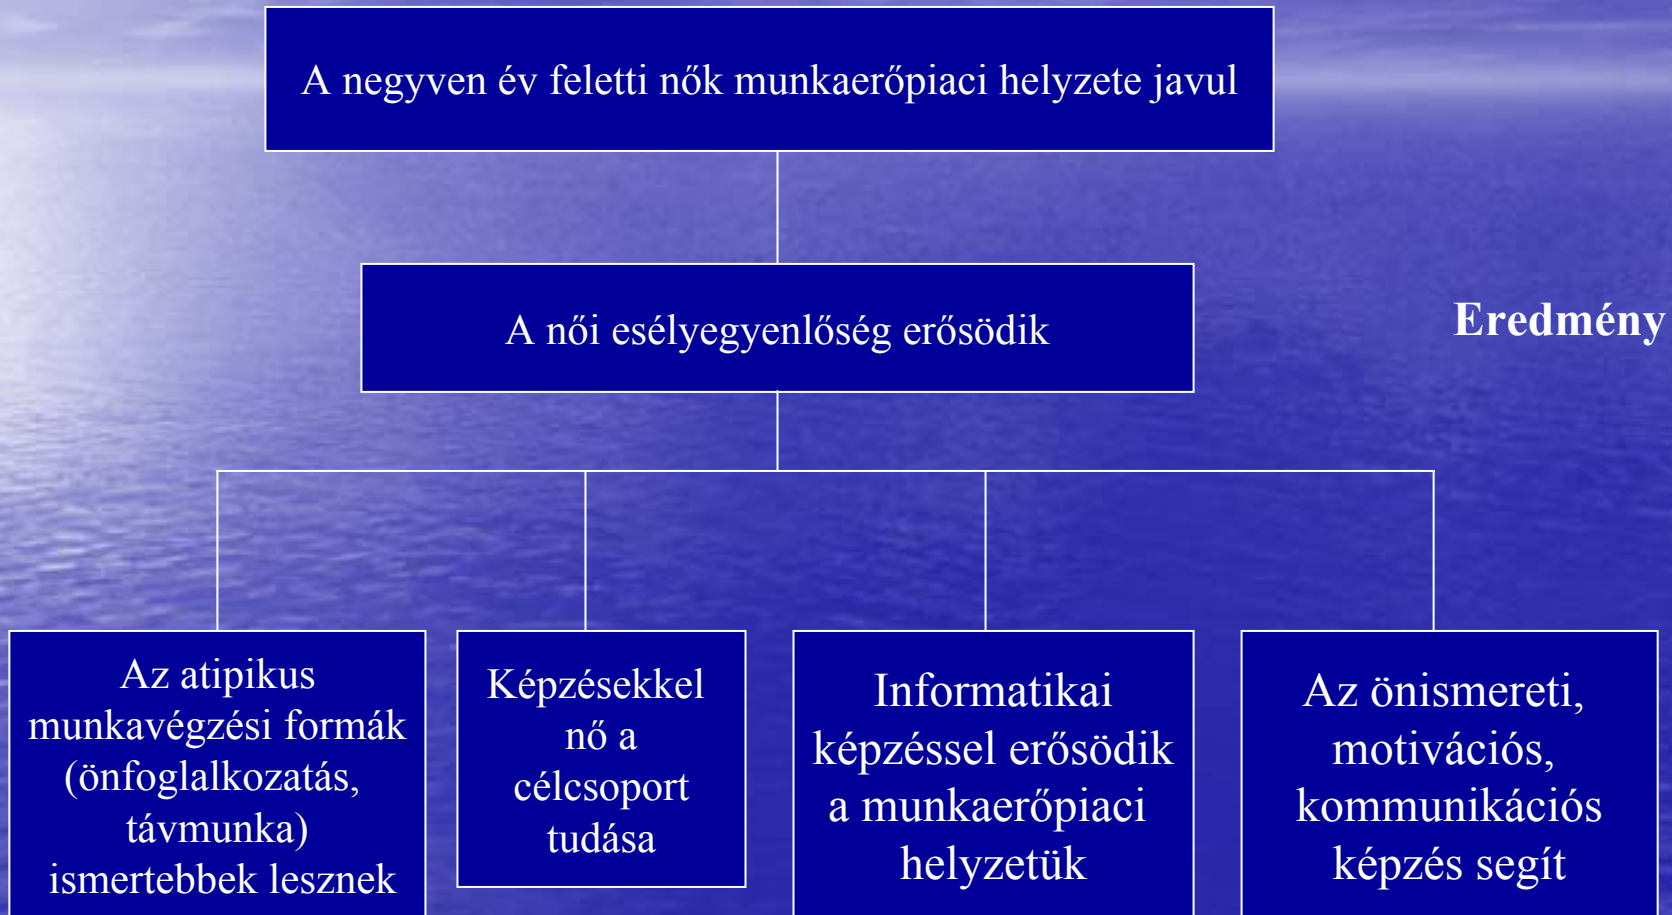 A negyven év feletti nők munkaerőpiaci helyzete javul
A női esélyegyenlőség erősödik
Eredmény
Az atipikus
munkavégzési formák
(önfoglalkozatás,
távmunka)
ismertebbek lesznek
Képzésekkel
nő a
célcsoport
tudása
Informatikai
képzéssel erősödik
a munkaerőpiaci
helyzetük
Az önismereti,
motivációs,
kommunikációs
képzés segít